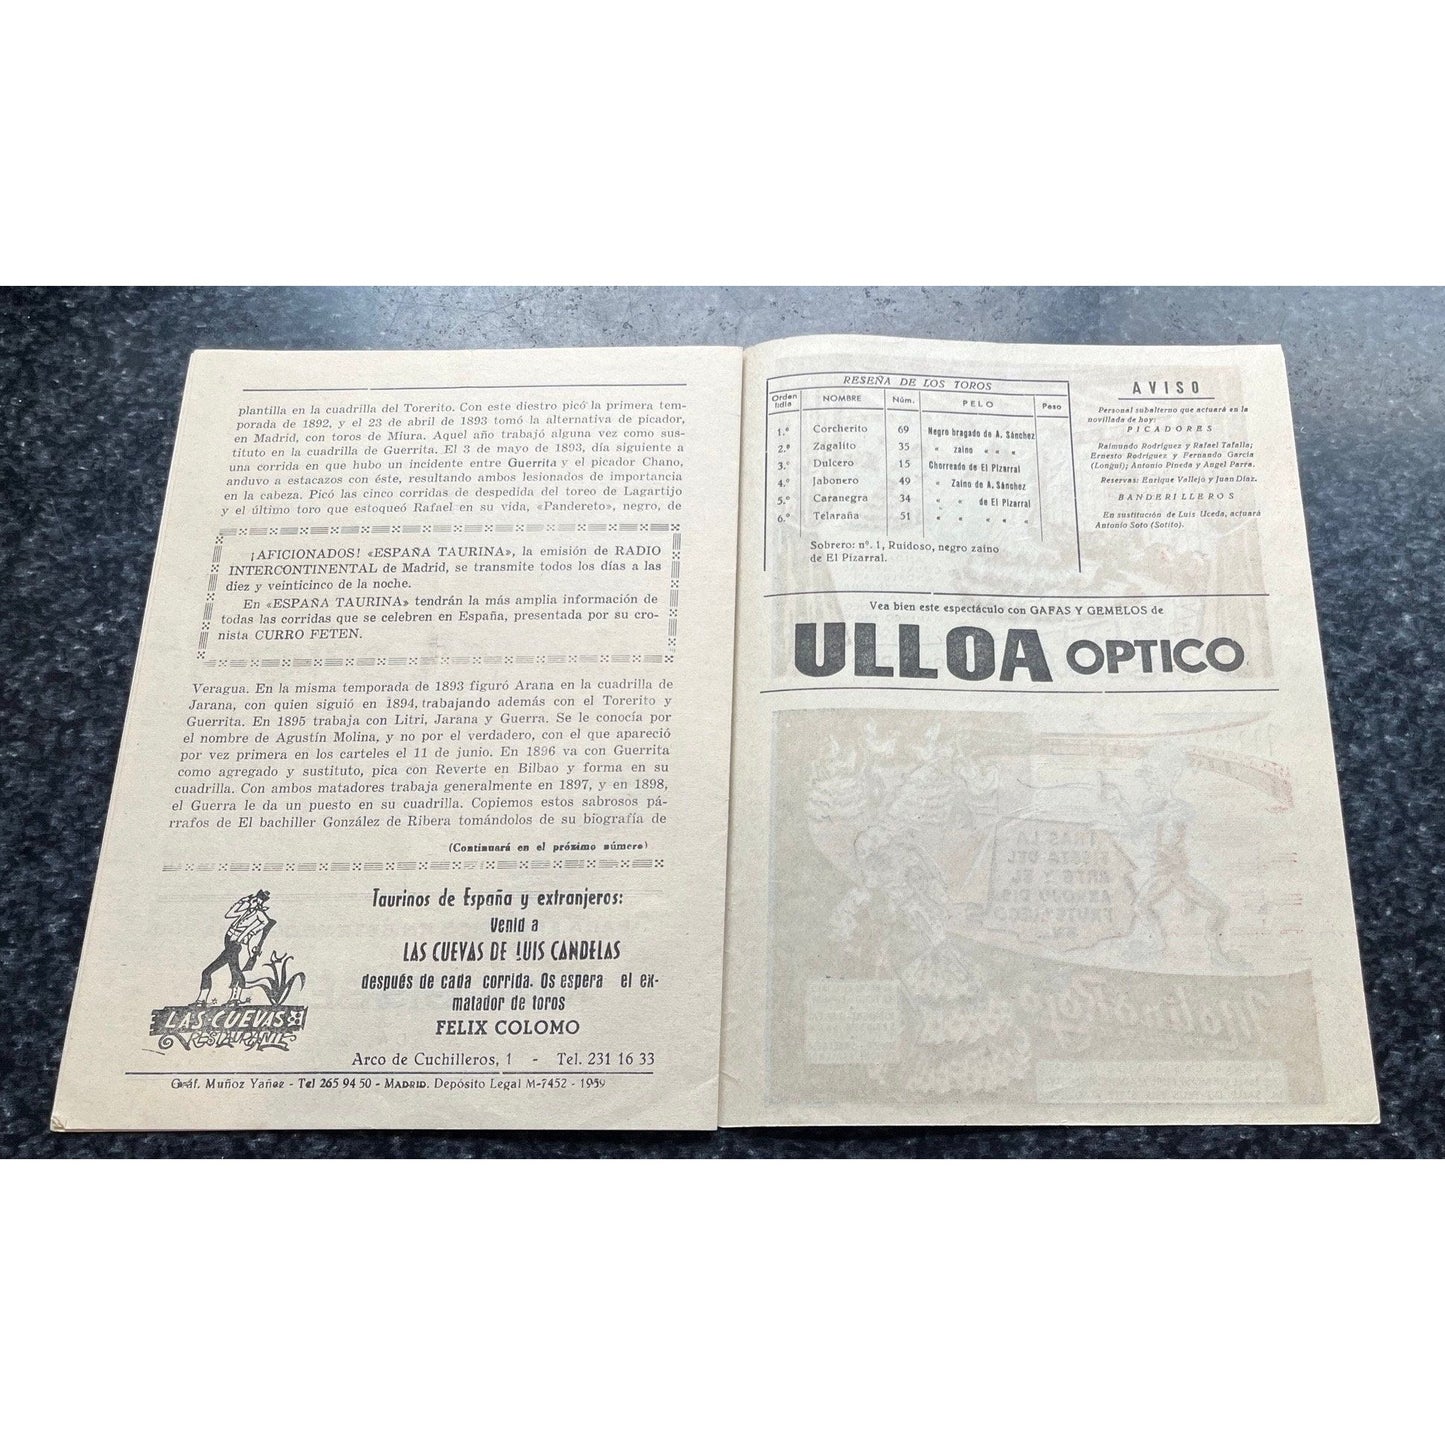 plantilla en la cuadrilla del Torerito. Con este diestro picó la primera tem-
porada de 1892, y el 23 de abril de 1893 tomó la alternativa de picador,
en Madrid, con toros de Miura. Aquel año trabajó alguna vez como sus-
tituto en la cuadrilla de Guerrita. El 3 de mayo de 1893, día siguiente a
una corrida en que hubo un incidente entre Guerrita y el picador Chano,
anduvo a estacazos con éste, resultando ambos lesionados de importancia
en la cabeza. Picó las cinco corridas de despedida del toreo de Lagartijo
y el último toro que estoqueó Rafael en su vida, «Pandereto», negro, de
¡AFICIONADOS! «ESPAÑA TAURINA», la emisión de RADIO
INTERCONTINENTAL de Madrid, se transmite todos los días a las
diez y veinticinco de la noche.
En «ESPAÑA TAURINA» tendrán la más amplia información de
todas las corridas que se celebren en España, presentada por su cro-
nista CURRO FETEN.
Veragua. En la misma temporada de 1893 figuró Arana en la cuadrilla de
Jarana, con quien siguió en 1894, trabajando además con el Torerito y
Guerrita. En 1895 trabaja con Litri, Jarana y Guerra. Se le conocía por
el nombre de Agustín Molina, y no por el verdadero, con el que apareció
por vez primera en los carteles el 11 de junio. En 1896 va con Guerrita
como agregado y sustituto, pica con Reverte en Bilbao y forma en su
cuadrilla. Con ambos matadores trabaja generalmente en 1897, y en 1898,
el Guerra le da un puesto en su cuadrilla. Copiemos estos sabrosos pá-
rrafos de El bachiller González de Ribera tomándolos de su biografía de
(Continuará en el próximo número)
Taurinos de España y extranjeros:
Venid a
LAS CUEVAS DE LUIS CANDELAS
después de cada corrida. Os espera el ex-
matador de toros
FELIX COLOMO
LAS CUEVAS
RESTAURANTE
Arco de Cuchilleros, 1 - Tel. 231 16 33
Gráf. Muñoz Yañez - Tel 265 94 50 - MADRID. Depósito Legal M-7452 - 1959
RESEÑA DE LOS TOROS
Orden lidia NOMBRE Núm. PELO Peso
1.º Corcherito 69 Negro bragado de A. Sánchez
2.º Zagalito 35 « zaino « « «
3.º Dulcero 15 Chorreado de El Pizarral
4.º Jabonero 49 « Zaino de A. Sánchez
5.º Caranegra 34 « « de El Pizarral
6.º Telaraña 51 « « « « «
Sobrero: nº. 1, Ruidoso, negro zaino
de El Pizarral.
AVISO
Personal subalterno que actuará en la
novillada de hoy:
PICADORES
Raimundo Rodríguez y Rafael Tafalla;
Ernesto Rodríguez y Fernando García
(Longui); Antonio Pineda y Angel Parra.
Reservas: Enrique Vallejo y Juan Díaz.
BANDERILLEROS
En sustitución de Luis Uceda, actuará
Antonio Soto (Sotito).
Vea bien este espectáculo con GAFAS Y GEMELOS de
ULLOA OPTICO